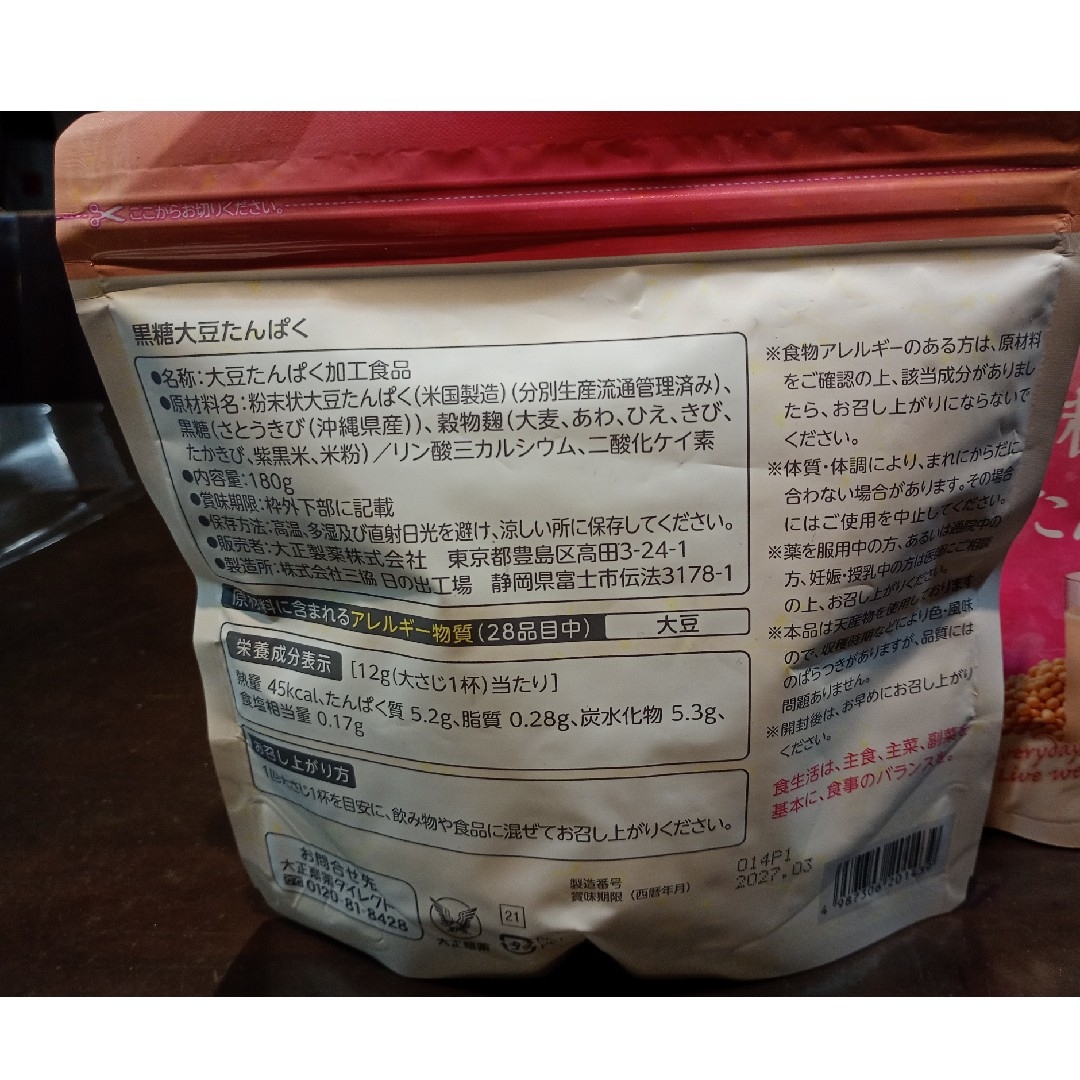 ここからお切りください。
黒糖大豆たんぱく
●名称:大豆たんぱく加工食品
●原材料名:粉末状大豆たんぱく(米国製造)(分別生産流通管理済み)、
黒糖(さとうきび(沖縄県産))、穀物麹(大麦、あわ、ひえ、きび、
たかきび、紫黒米、米粉)/リン酸三カルシウム、二酸化ケイ素
●内容量:180g
●賞味期限:枠外下部に記載
●保存方法:高温、多湿及び直射日光を避け、涼しい所に保存してください。
●販売者:大正製薬株式会社 東京都豊島区高田3-24-1
●製造所:株式会社三協 日の出工場 静岡県富士市伝法3178-1
原材料に含まれるアレルギー物質(28品目中) 大豆
栄養成分表示 [12g(大さじ1杯)当たり]
熱量 45kcal、たんぱく質 5.2g、脂質 0.28g、炭水化物 5.3g、
食塩相当量 0.17g
お召し上がり方
1回大さじ1杯を目安に、飲み物や食品に混ぜてお召し上がりください。
お問合せ先
大正製薬ダイレクト
0120-81-8428
大正製薬
21
製造番号
賞味期限(西暦年月)
014P1
2027.03
※食物アレルギーのある方は、原材料
をご確認の上、該当成分がありまし
たら、お召し上がりにならないで
ください。
※体質・体調により、まれにからだに
合わない場合があります。その場合
にはご使用を中止してください。
※薬を服用中の方、あるいは通院中の
方、妊娠・授乳中の方は医師にご相談
の上、お召し上がりください。
※本品は天産物を使用しております
ので、収穫時期などにより色・風味
のばらつきがありますが、品質には
問題ありません。
※開封後は、お早めにお召し上がり
ください。
食生活は、主食、主菜、副菜を
基本に、食事のバランスを。
everyday
Live